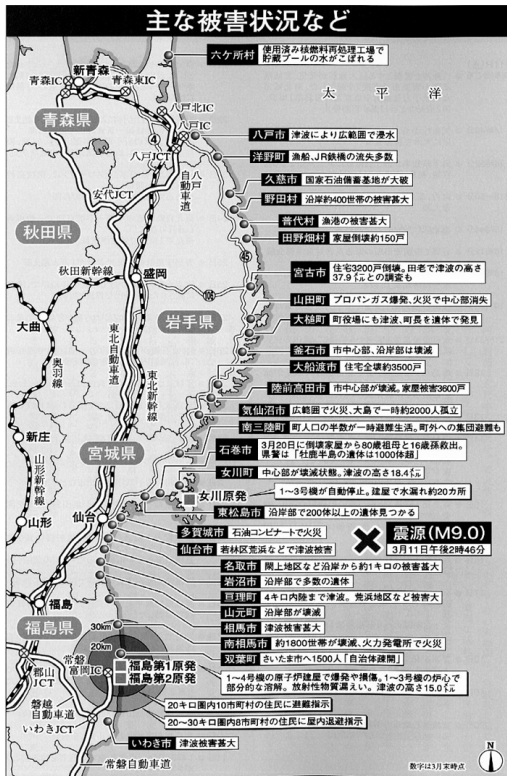 主な被害状況など
六ケ所村 使用済み核燃料再処理工場で
貯蔵プールの水がこぼれる
太平洋
新青森
青森IC
青森東IC
青森県
八戸北IC
八戸IC
4
八戸JCT
八戸自動車道
安代JCT
八戸市 津波により広範囲で浸水
洋野町 漁船、JR鉄橋の流失多数
久慈市 国家石油備蓄基地が大破
野田村 沿岸約400世帯の被害甚大
普代村 漁港の被害甚大
田野畑村 家屋倒壊約150戸
秋田県
45
秋田新幹線
盛岡
106
宮古市 住宅3200戸倒壊。田老で津波の高さ
37.9㍍との調査も
山田町 プロパンガス爆発、火災で中心部消失
大曲
岩手県
大槌町 町役場にも津波、町長を遺体で発見
東北自動車道
東北新幹線
奥羽線
釜石市 市中心部、沿岸部は壊滅
大船渡市 住宅全壊約3500戸
陸前高田市 市中心部が壊滅。家屋被害3600戸
気仙沼市 広範囲で火災、大島で一時約2000人孤立
南三陸町 町人口の半数が一時避難生活。町外への集団避難も
新庄
宮城県
石巻市 3月20日に倒壊家屋から80歳祖母と16歳孫救出。
県警は「牡鹿半島の遺体は1000体超」
女川町 中心部が壊滅状態。津波の高さ18.4㍍
山形新幹線
女川原発
1〜3号機が自動停止。建屋で水漏れ約20カ所
東松島市 沿岸部で200体以上の遺体見つかる
山形
仙台
多賀城市 石油コンビナートで火災
仙台市 若林区荒浜などで津波被害
震源(M9.0)
3月11日午後2時46分
名取市 閖上地区など沿岸から約1キロの被害甚大
岩沼市 沿岸部で多数の遺体
亘理町 4キロ内陸まで津波。荒浜地区など被害大
山元町 沿岸部が壊滅
福島
相馬市 津波被害甚大
福島県
30km
南相馬市 約1800世帯が壊滅、火力発電所で火災
20km
双葉町 さいたま市へ1500人「自治体疎開」
常磐富岡IC
福島第1原発
福島第2原発
1〜4号機の原子炉建屋で爆発や損傷。1〜3号機の炉心で
部分的な溶解。放射性物質漏えい。津波の高さ15.0㍍
郡山JCT
磐越自動車道
20キロ圏内10市町村の住民に避難指示
20〜30キロ圏内8市町村の住民に屋内退避指示
いわきJCT
いわき市 津波被害甚大
常磐自動車道
数字は3月末時点
N